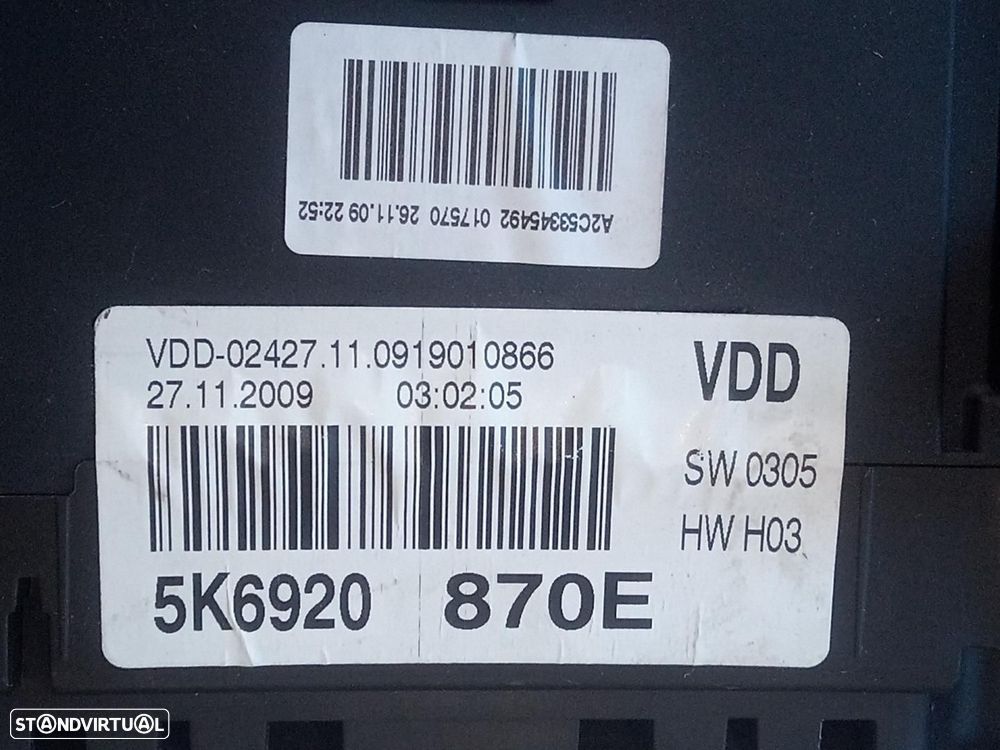 A2C53345492 017570 26.11.09 22:52
VDD-02427.11.0919010866
27.11.2009 03:02:05
VDD
SW 0305
HW H03
5K6920 870E
STANDVIRTUAL